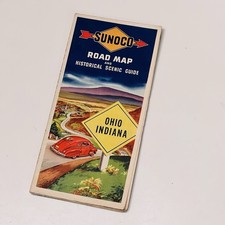 SUNOCO
ROAD MAP
AND
HISTORICAL SCENIC GUIDE
OHIO
INDIANA